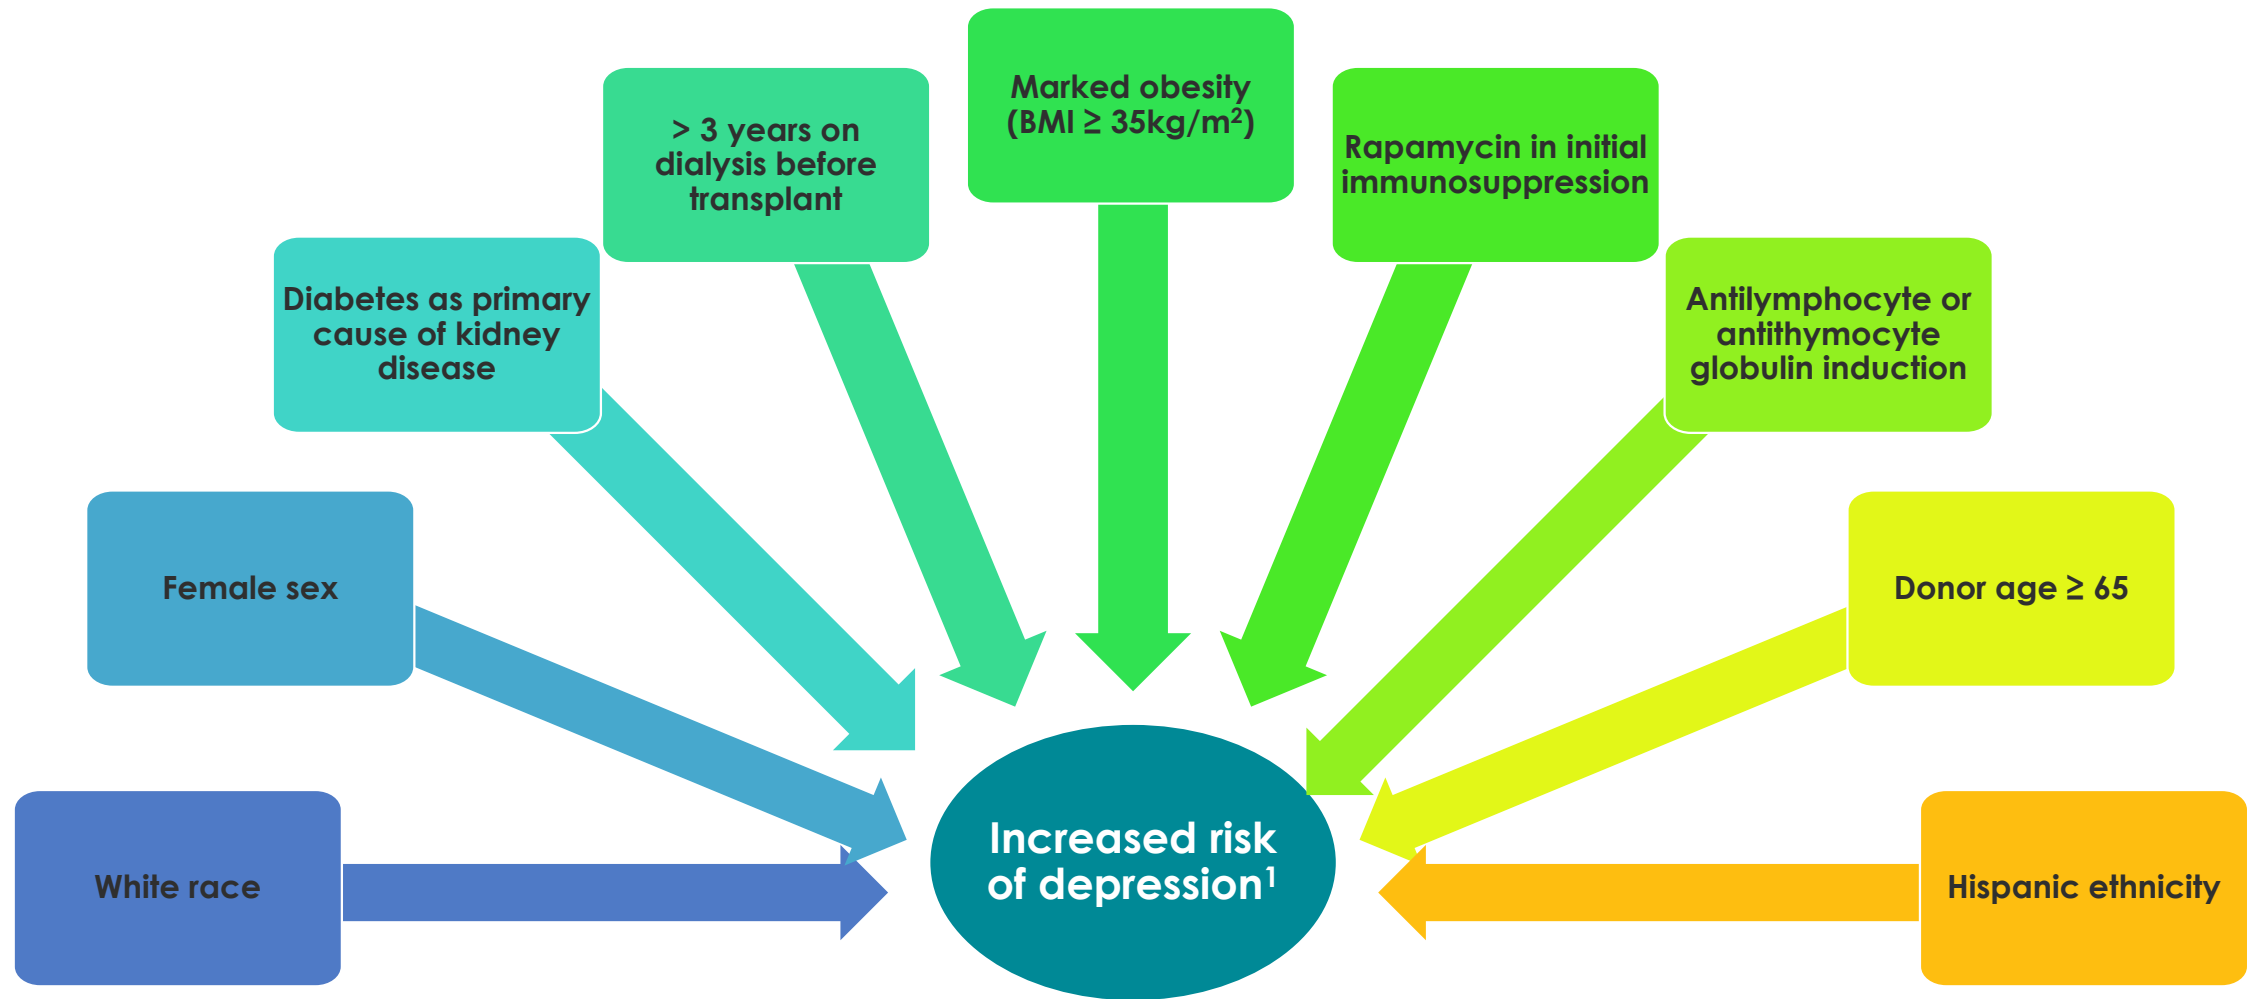 Marked obesity
(BMI ≥ 35kg/m²)
> 3 years on
dialysis before
transplant
Rapamycin in initial
immunosuppression
Diabetes as primary
cause of kidney
disease
Antilymphocyte or
antithymocyte
globulin induction
Female sex
Donor age ≥ 65
White race
Increased risk
of depression¹
Hispanic ethnicity